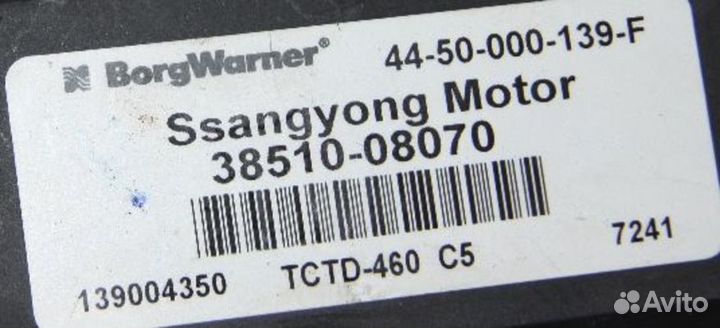 BorgWarner® 44-50-000-139-F
Ssangyong Motor
38510-08070
139004350 TCTD-460 C5 7241
Avito